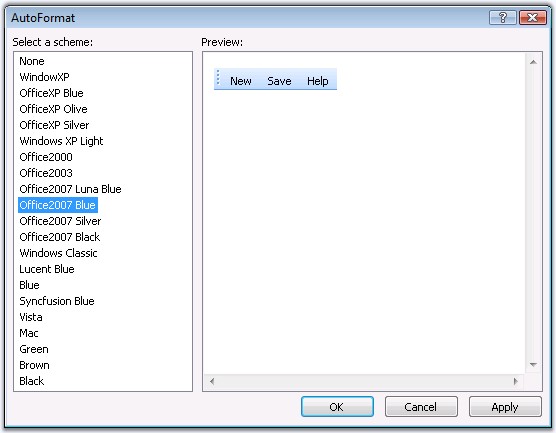 AutoFormat
Select a scheme:
None
WindowXP
OfficeXP Blue
OfficeXP Olive
OfficeXP Silver
Windows XP Light
Office2000
Office2003
Office2007 Luna Blue
Office2007 Blue
Office2007 Silver
Office2007 Black
Windows Classic
Lucent Blue
Blue
Syncfusion Blue
Vista
Mac
Green
Brown
Black
Preview:
New Save Help
OK Cancel Apply